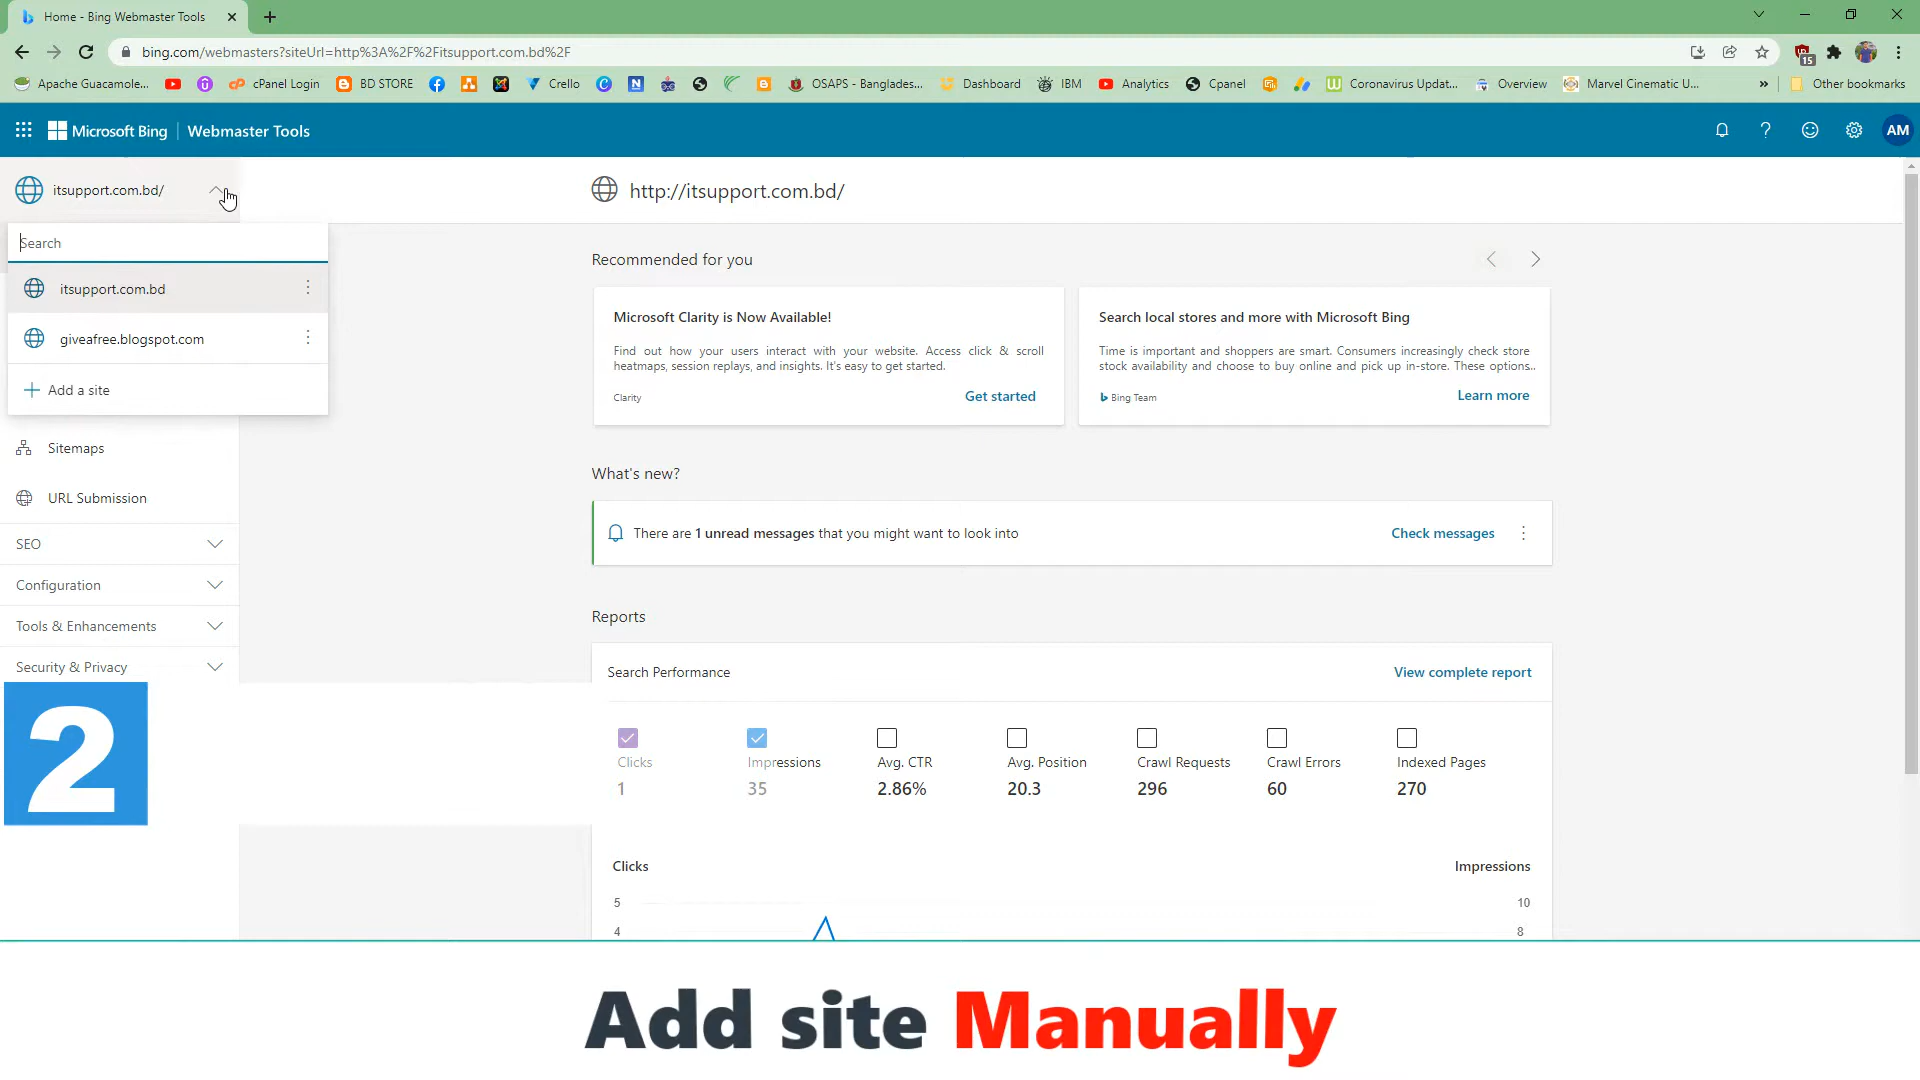 Home - Bing Webmaster Tools
bing.com/webmasters?siteUrl=http%3A%2F%2Fitsupport.com.bd%2F
15
Apache Guacamole... cPanel Login BD STORE Crello OSAPS - Banglades... Dashboard IBM Analytics Cpanel Coronavirus Updat... Overview Marvel Cinematic U... » Other bookmarks
Microsoft Bing | Webmaster Tools AM
itsupport.com.bd/
http://itsupport.com.bd/
Search
itsupport.com.bd
giveafree.blogspot.com
Add a site
Sitemaps
URL Submission
SEO
Configuration
Tools & Enhancements
Security & Privacy
2
Recommended for you
Microsoft Clarity is Now Available!
Find out how your users interact with your website. Access click & scroll
heatmaps, session replays, and insights. It's easy to get started.
Clarity
Get started
Search local stores and more with Microsoft Bing
Time is important and shoppers are smart. Consumers increasingly check store
stock availability and choose to buy online and pick up in-store. These options..
Bing Team
Learn more
What's new?
There are 1 unread messages that you might want to look into
Check messages
Reports
Search Performance
View complete report
Clicks Impressions Avg. CTR Avg. Position Crawl Requests Crawl Errors Indexed Pages
1 35 2.86% 20.3 296 60 270
Clicks Impressions
5 10
4 8
Add site Manually